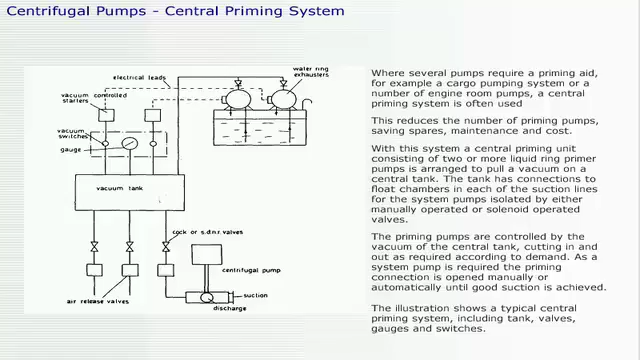 Centrifugal Pumps - Central Priming System
electrical leads
water ring
exhausters
vacuum controlled
starters
vacuum
switches
gauge
vacuum tank
cock or s.d.n.r. valves
centrifugal pump
air release valves
suction
discharge
Where several pumps require a priming aid,
for example a cargo pumping system or a
number of engine room pumps, a central
priming system is often used
This reduces the number of priming pumps,
saving spares, maintenance and cost.
With this system a central priming unit
consisting of two or more liquid ring primer
pumps is arranged to pull a vacuum on a
central tank. The tank has connections to
float chambers in each of the suction lines
for the system pumps isolated by either
manually operated or solenoid operated
valves.
The priming pumps are controlled by the
vacuum of the central tank, cutting in and
out as required according to demand. As a
system pump is required the priming
connection is opened manually or
automatically until good suction is achieved.
The illustration shows a typical central
priming system, including tank, valves,
gauges and switches.